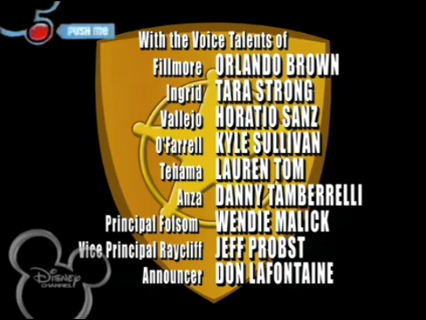 5 PUSH ME
With the Voice Talents of
Fillmore ORLANDO BROWN
Ingrid TARA STRONG
Vallejo HORATIO SANZ
O'Farrell KYLE SULLIVAN
Tehama LAUREN TOM
Anza DANNY TAMBERRELLI
Principal Folsom WENDIE MALICK
Vice Principal Raycliff JEFF PROBST
Announcer DON LAFONTAINE
DISNEY
CHANNEL